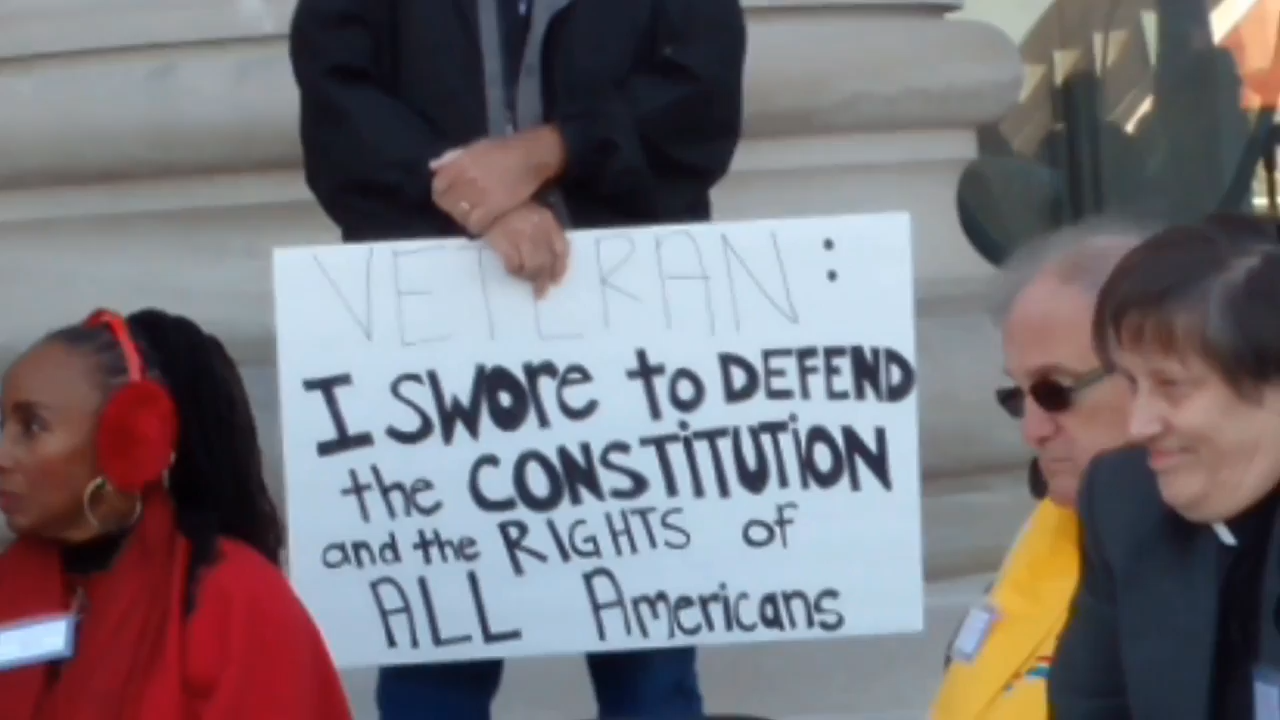 VETERAN:
I SWORE to DEFEND
the CONSTiTUTiON
and the RIGHTS of
ALL Americans